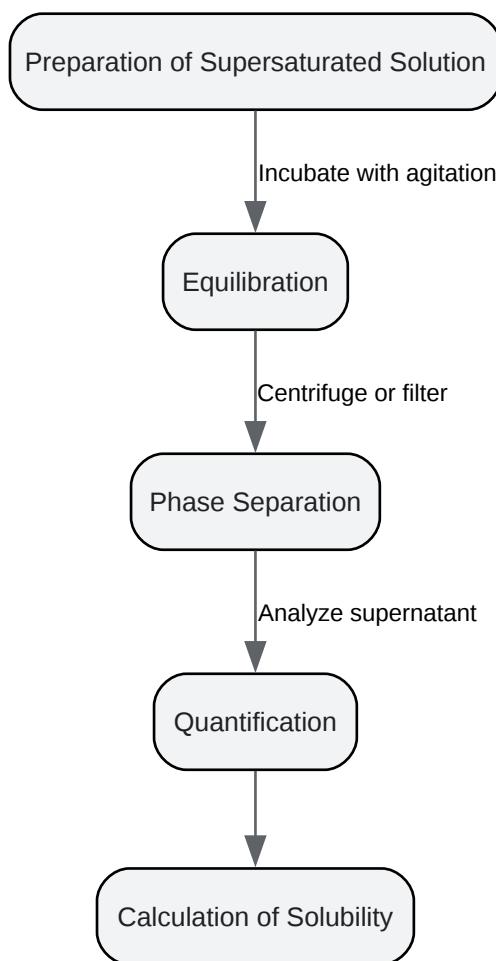 Preparation of Supersaturated Solution
Incubate with agitation
Equilibration
Centrifuge or filter
Phase Separation
Analyze supernatant
Quantification
Calculation of Solubility